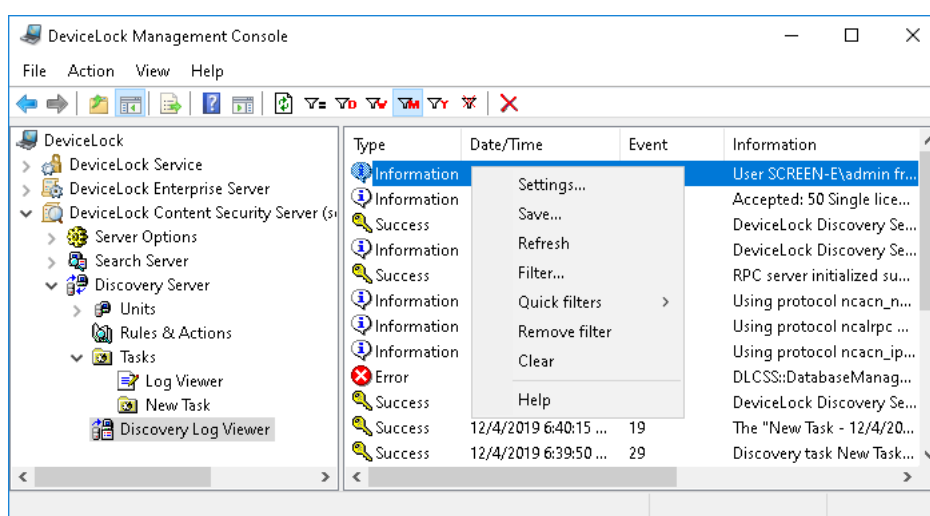 DeviceLock Management Console
File Action View Help
DeviceLock
DeviceLock Service
DeviceLock Enterprise Server
DeviceLock Content Security Server (s
Server Options
Search Server
Discovery Server
Units
Rules & Actions
Tasks
Log Viewer
New Task
Discovery Log Viewer
Type Date/Time Event Information
Information User SCREEN-E\admin fr...
Information Accepted: 50 Single lice...
Success DeviceLock Discovery Se...
Information DeviceLock Discovery Se...
Success RPC server initialized su...
Information Using protocol ncacn_n...
Information Using protocol ncalrpc ...
Information Using protocol ncacn_ip...
Error DLCSS::DatabaseManag...
Success DeviceLock Discovery Se...
Success 12/4/2019 6:40:15 ... 19 The "New Task - 12/4/20...
Success 12/4/2019 6:39:50 ... 29 Discovery task New Task...
Settings...
Save...
Refresh
Filter...
Quick filters
Remove filter
Clear
Help